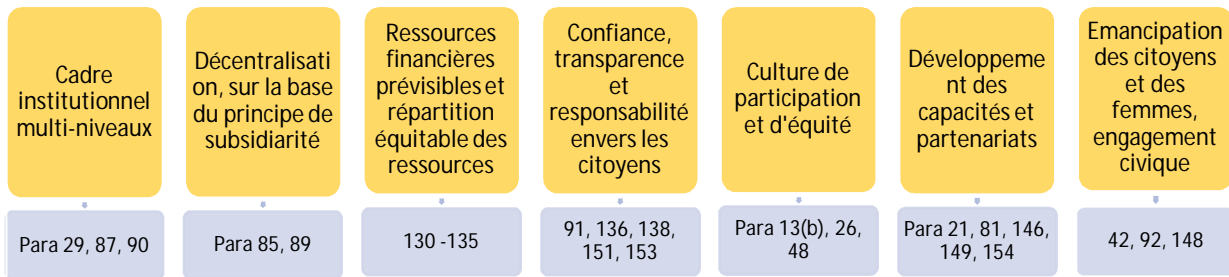 Cadre
institutionnel
multi-niveaux
Para 29, 87, 90
Décentralisati
on, sur la base
du principe de
subsidiarité
Para 85, 89
Ressources
financières
prévisibles et
répartition
équitable des
ressources
130 -135
Confiance,
transparence
et
responsabilité
envers les
citoyens
91, 136, 138,
151, 153
Culture de
participation
et d'équité
Para 13(b), 26,
48
Développeme
nt des
capacités et
partenariats
Para 21, 81, 146,
149, 154
Emancipation
des citoyens
et des
femmes,
engagement
civique
42, 92, 148